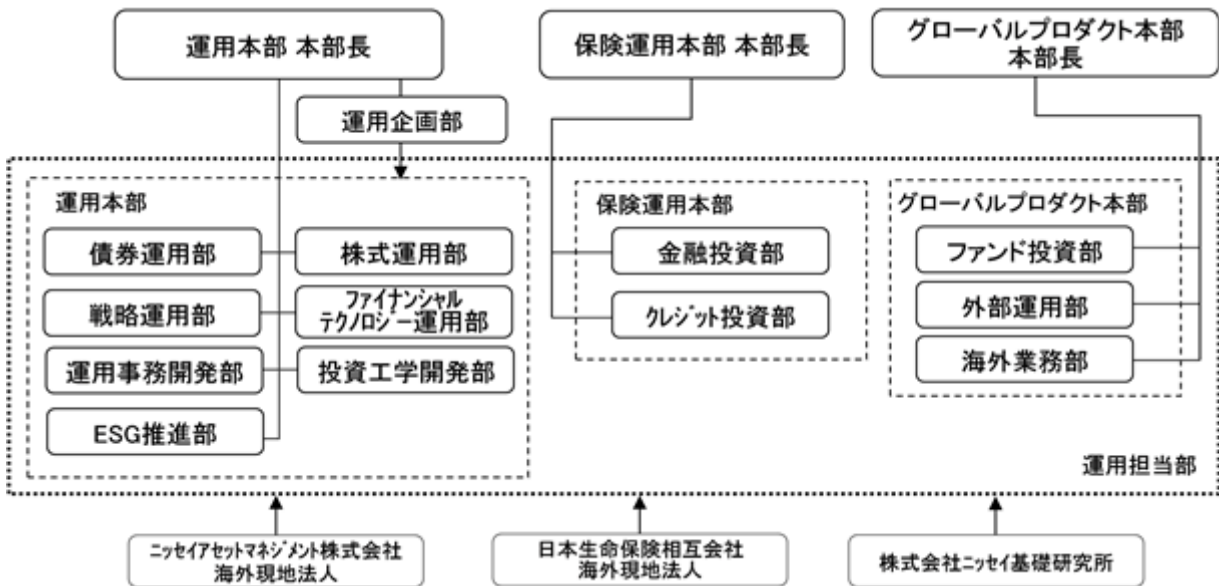 運用本部 本部長
保険運用本部 本部長
グローバルプロダクト本部
本部長
運用企画部
運用本部
債券運用部
株式運用部
戦略運用部
ファイナンシャル
テクノロジー運用部
運用事務開発部
投資工学開発部
ESG推進部
保険運用本部
金融投資部
クレジット投資部
グローバルプロダクト本部
ファンド投資部
外部運用部
海外業務部
運用担当部
ニッセイアセットマネジメント株式会社
海外現地法人
日本生命保険相互会社
海外現地法人
株式会社ニッセイ基礎研究所